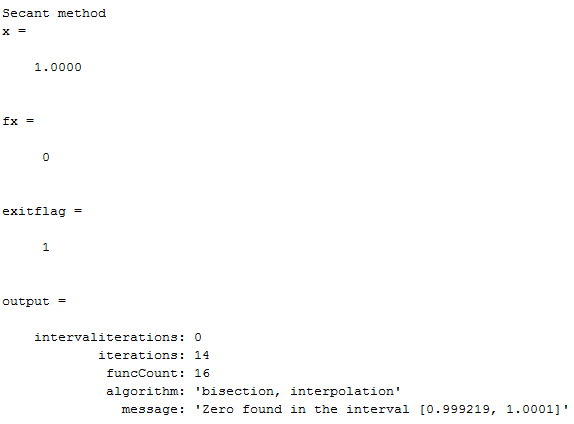 Secant method
x =
1.0000
fx =
0
exitflag =
1
output =
intervaliterations: 0
iterations: 14
funcCount: 16
algorithm: 'bisection, interpolation'
message: 'Zero found in the interval [0.999219, 1.0001]'